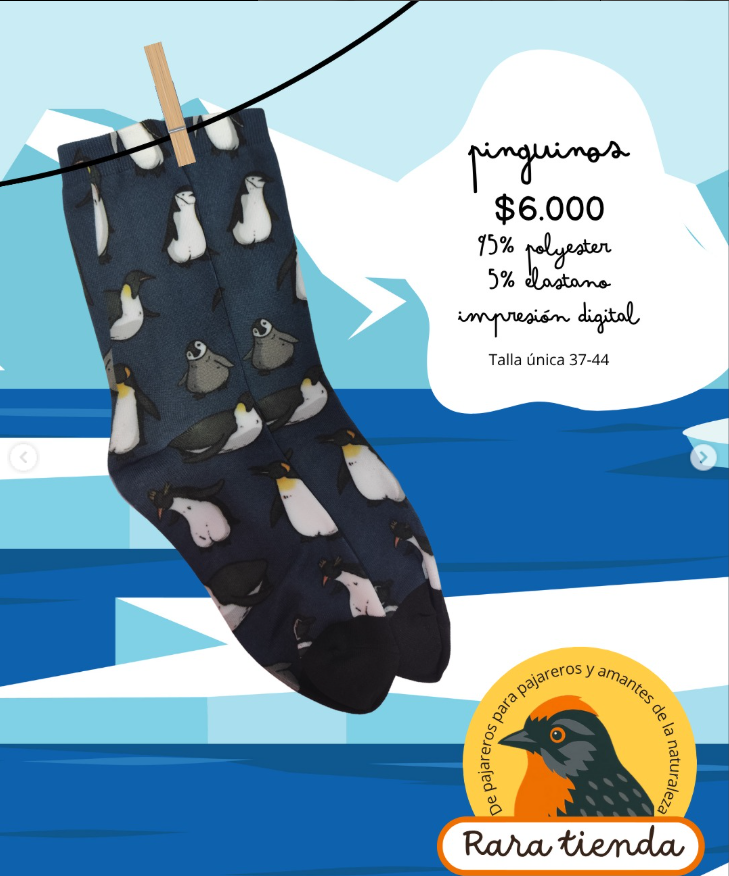 pinguinos
$6.000
95% polyester
5% elastano
impresión digital
Talla única 37-44
De pajareros para pajareros y amantes de la naturaleza
Rara tienda